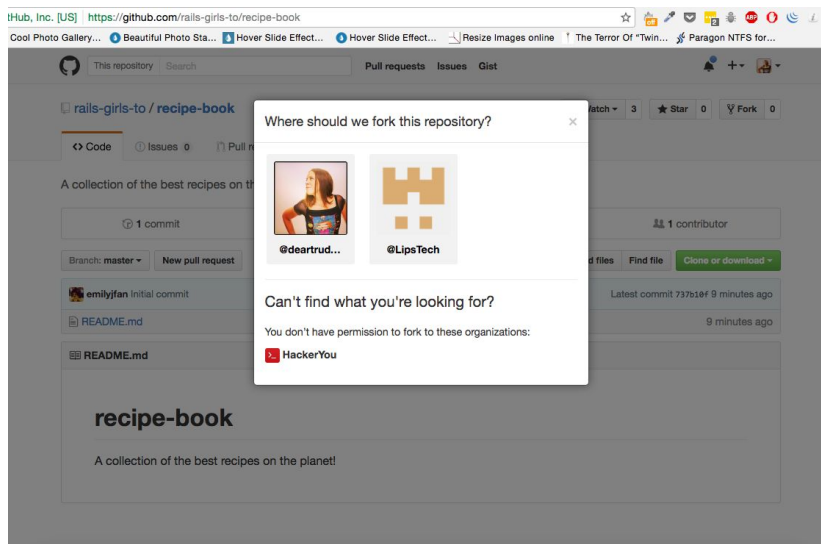 tHub, Inc. [US] https://github.com/rails-girls-to/recipe-book
Cool Photo Gallery... Beautiful Photo Sta... Hover Slide Effect... Hover Slide Effect... Resize Images online The Terror Of "Twin... Paragon NTFS for...
This repository Search Pull requests Issues Gist
rails-girls-to / recipe-book
Watch 3 Star 0 Fork 0
Where should we fork this repository? ×
<> Code Issues 0 Pull r
A collection of the best recipes on th
1 commit 1 contributor
@deartrud... @LipsTech
Branch: master New pull request d files Find file Clone or download
emilyjfan Initial commit Latest commit 737b10f 9 minutes ago
Can't find what you're looking for?
README.md 9 minutes ago
You don't have permission to fork to these organizations:
HackerYou
README.md
recipe-book
A collection of the best recipes on the planet!